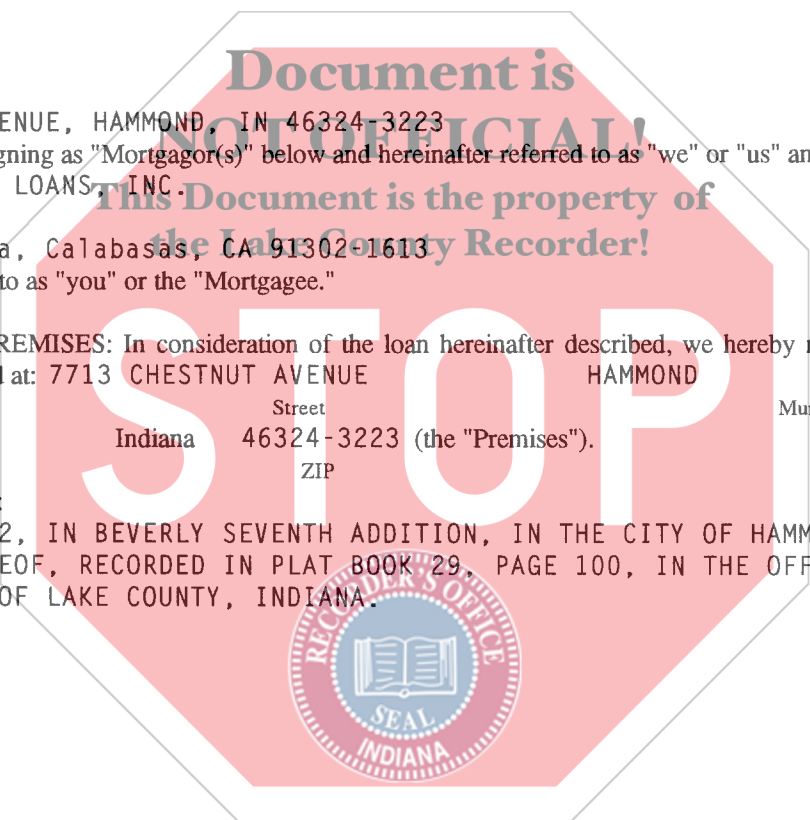 Document is
ENUE, HAMMOND, IN 46324-3223
NOT OFFICIAL!
gning as "Mortgagor(s)" below and hereinafter referred to as "we" or "us" an
LOANS, INC.
This Document is the property of
the Lake County Recorder!
a, Calabasas, CA 91302-1613
to as "you" or the "Mortgagee."
REMISES: In consideration of the loan hereinafter described, we hereby
at: 7713 CHESTNUT AVENUE HAMMOND
Street Mu
Indiana 46324-3223 (the "Premises").
ZIP
STOP
2, IN BEVERLY SEVENTH ADDITION, IN THE CITY OF HAMM
EOF, RECORDED IN PLAT BOOK 29, PAGE 100, IN THE OFF
OF LAKE COUNTY, INDIANA.
RECORDER'S OFFICE
SEAL
INDIANA